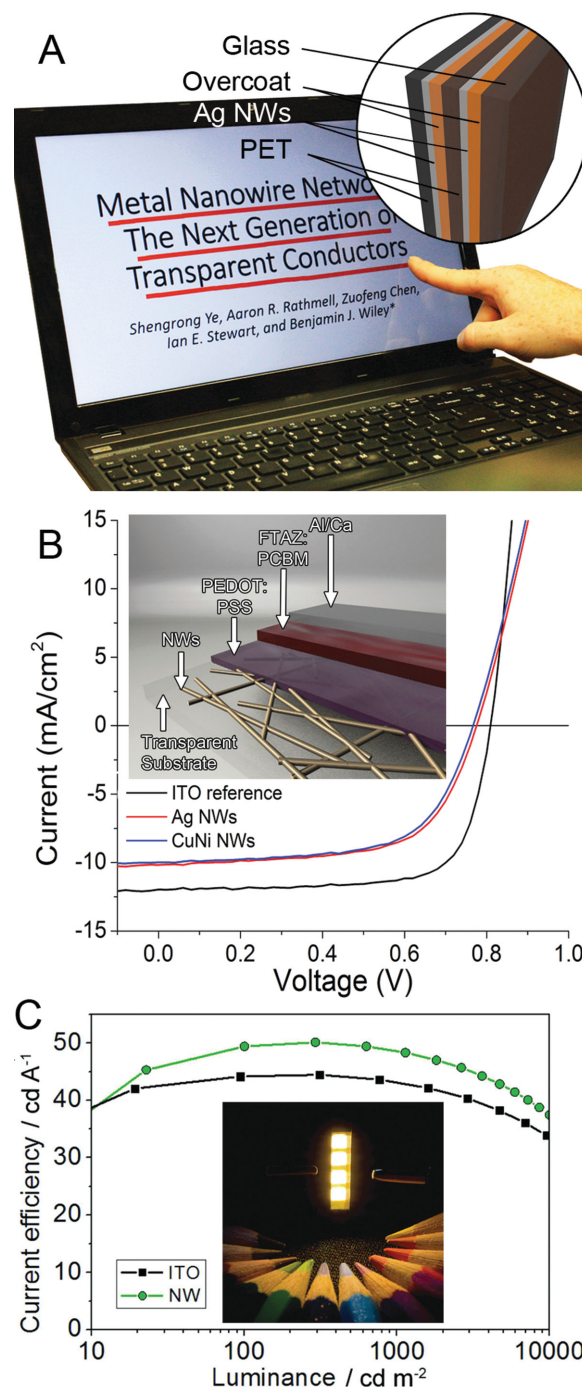 A
Glass
Overcoat
Ag NWs
PET
Metal Nanowire Netwo
The Next Generation o
Transparent Conductors
Shengrong Ye, Aaron R. Rathmell, Zuofeng Chen,
Ian E. Stewart, and Benjamin J. Wiley*
B
Current (mA/cm²)
15
10
5
0
-5
-10
-15
Al/Ca
FTAZ:
PCBM
PEDOT:
PSS
NWs
Transparent
Substrate
ITO reference
Ag NWs
CuNi NWs
0.0 0.2 0.4 0.6 0.8 1.0
Voltage (V)
C
Current efficiency / cd A⁻¹
50
40
30
20
10
0
ITO
NW
10 100 1000 10000
Luminance / cd m⁻²